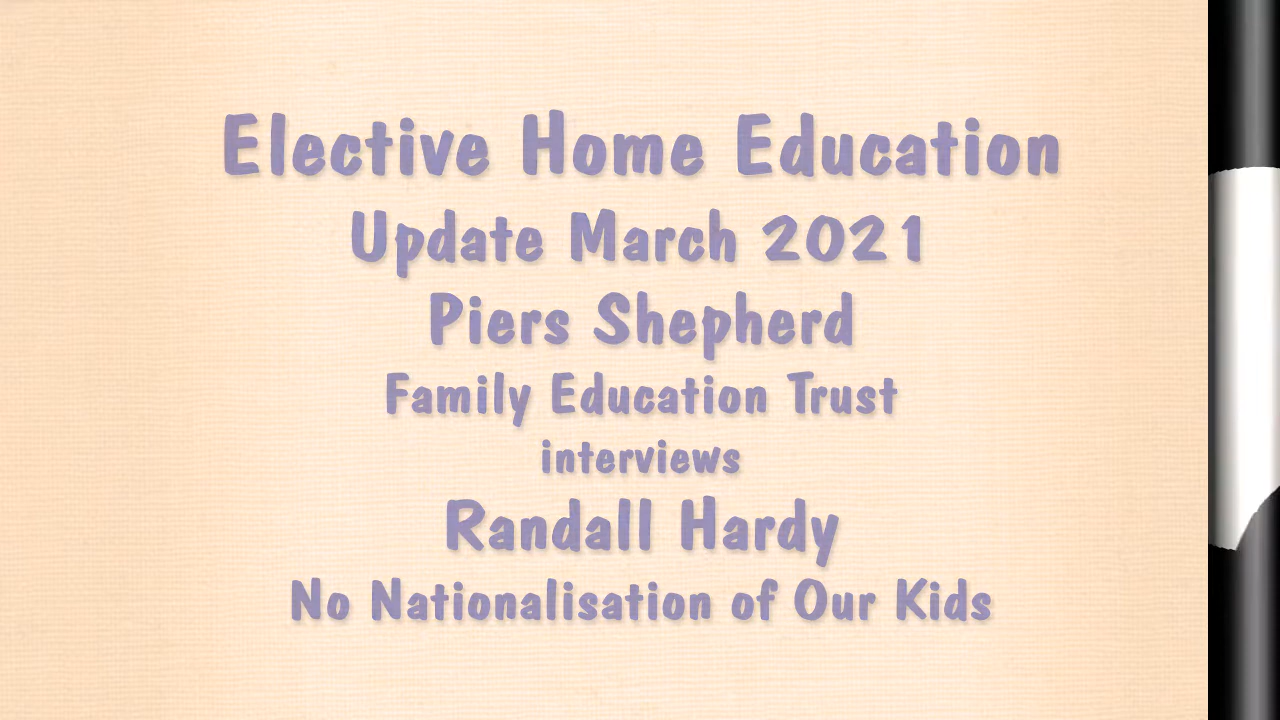 Elective Home Education
Update March 2021
Piers Shepherd
Family Education Trust
interviews
Randall Hardy
No Nationalisation of Our Kids